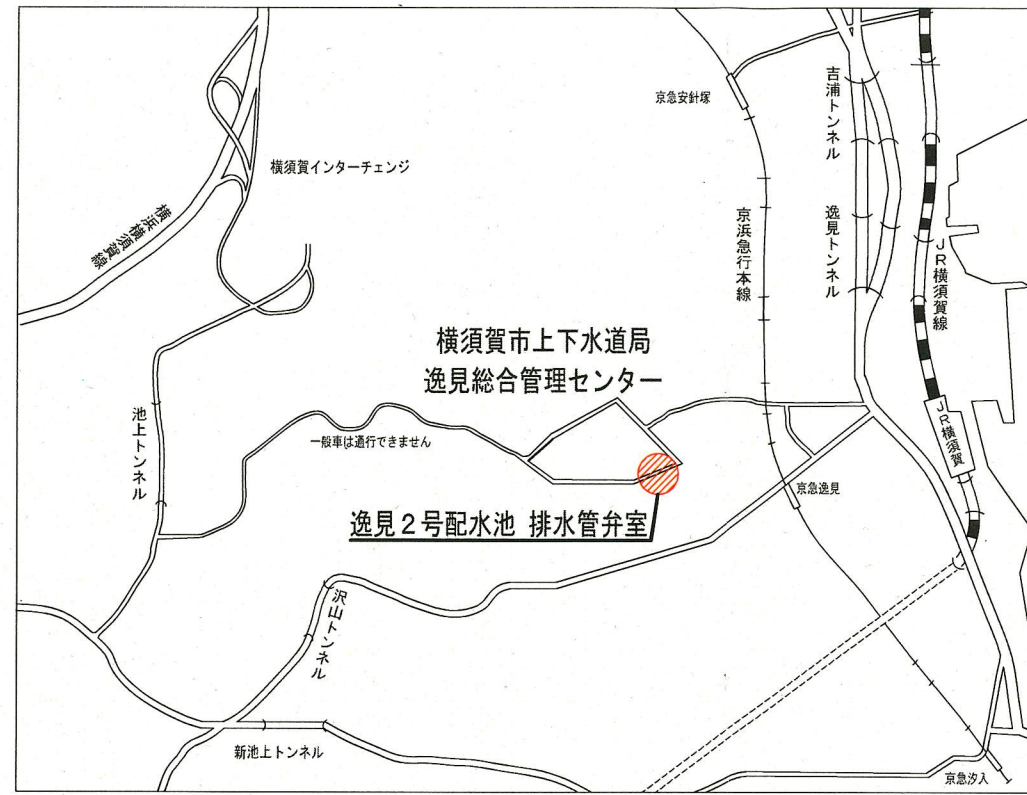 京急安針塚
吉浦トンネル
横須賀インターチェンジ
横浜横須賀線
京浜急行本線
逸見トンネル
JR横須賀線
横須賀市上下水道局
逸見総合管理センター
池上トンネル
一般車は通行できません
JR横須賀
京急逸見
逸見2号配水池 排水管弁室
沢山トンネル
新池上トンネル
京急汐入